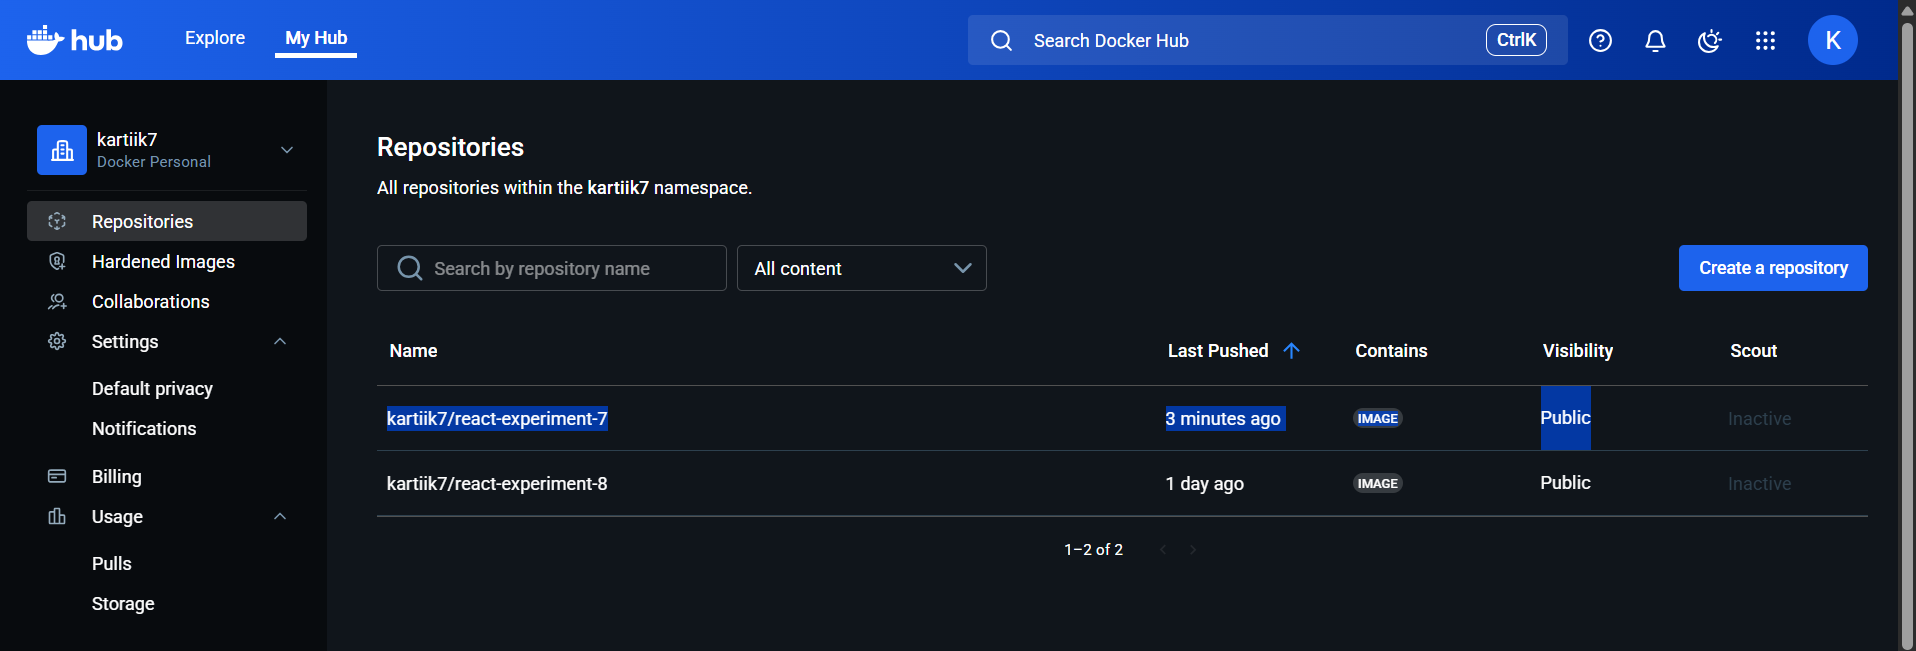 hub
Explore
My Hub
Search Docker Hub
CtrlK
K
kartiik7
Docker Personal
Repositories
Hardened Images
Collaborations
Settings
Default privacy
Notifications
Billing
Usage
Pulls
Storage
Repositories
All repositories within the kartiik7 namespace.
Search by repository name
All content
Create a repository
Name Last Pushed Contains Visibility Scout
kartiik7/react-experiment-7 3 minutes ago IMAGE Public Inactive
kartiik7/react-experiment-8 1 day ago IMAGE Public Inactive
1–2 of 2